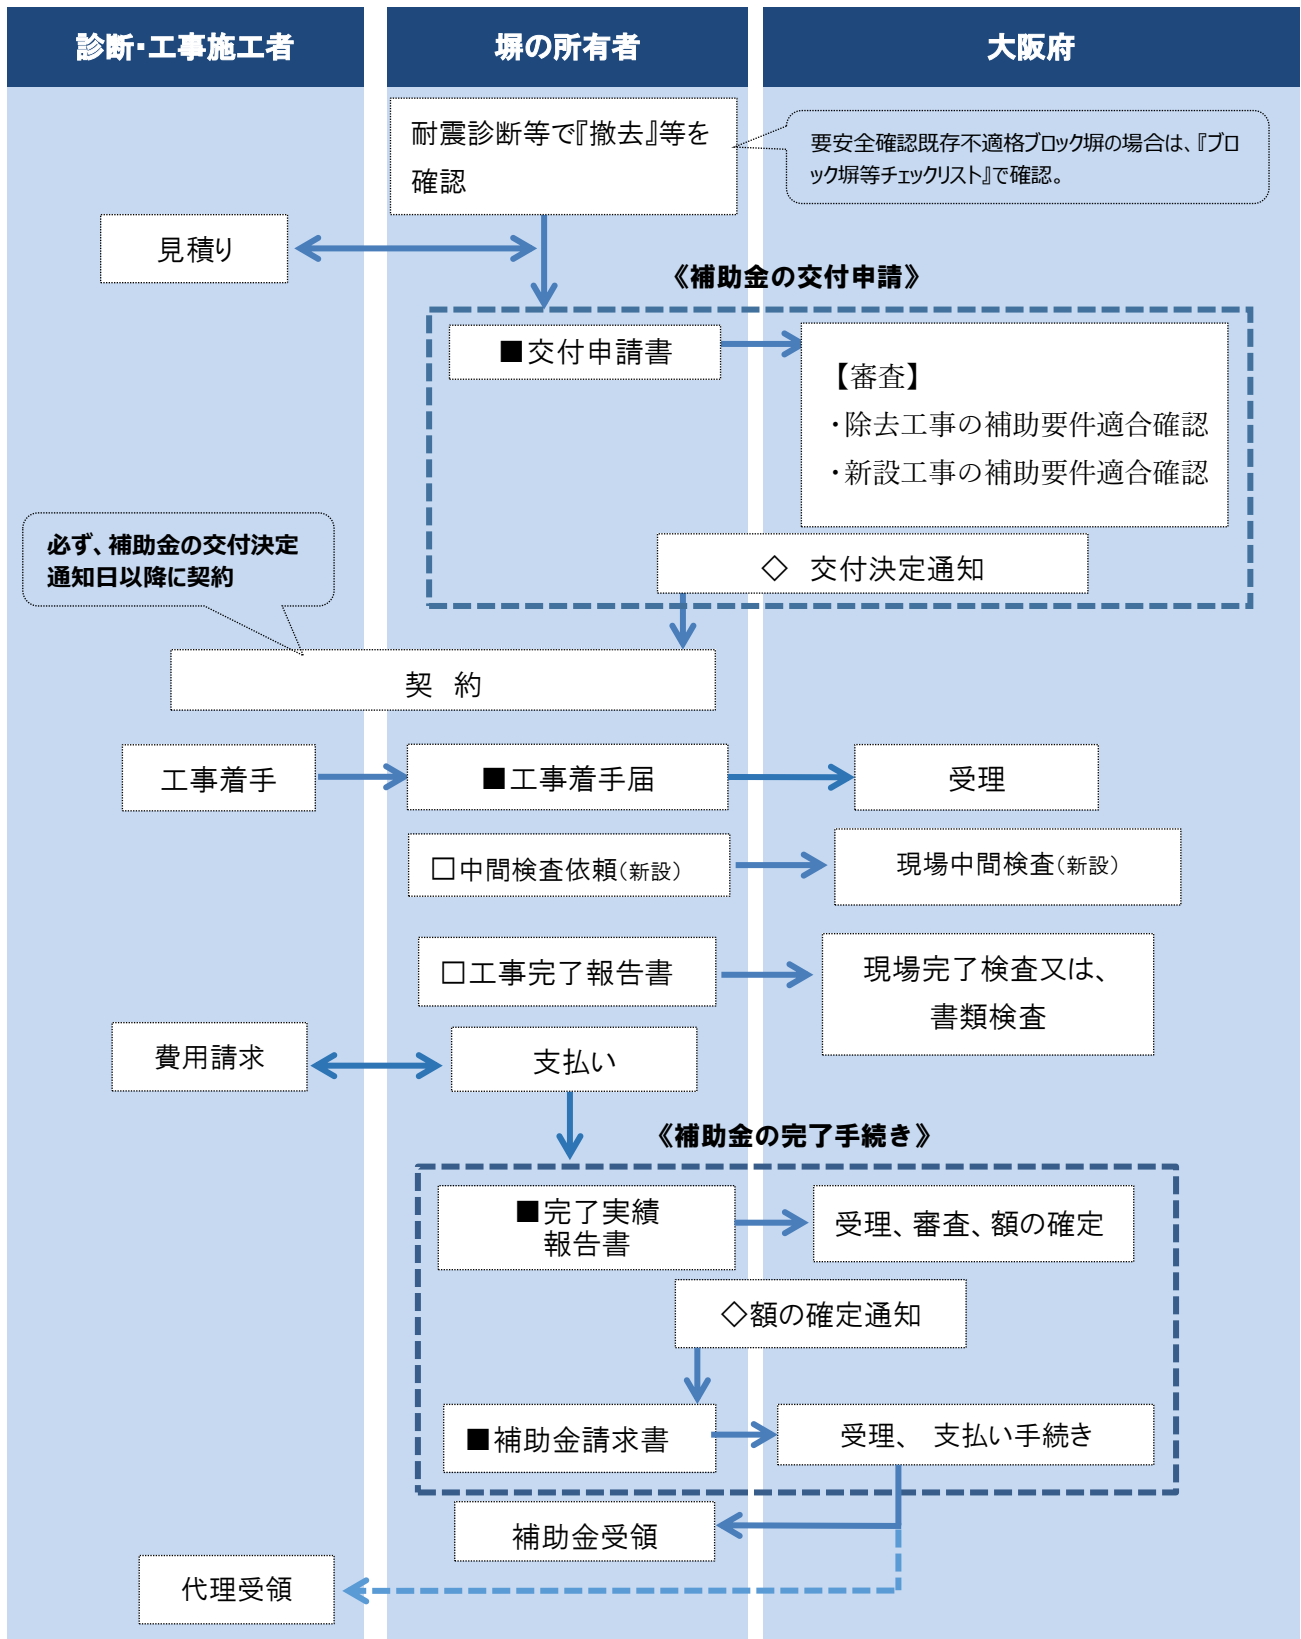 診断・工事施工者
塀の所有者
大阪府
耐震診断等で『撤去』等を
確認
要安全確認既存不適格ブロック塀の場合は、『ブロ
ック塀等チェックリスト』で確認。
見積り
《補助金の交付申請》
■交付申請書
【審査】
・除去工事の補助要件適合確認
・新設工事の補助要件適合確認
◇ 交付決定通知
必ず、補助金の交付決定
通知日以降に契約
契 約
工事着手
■工事着手届
受理
□中間検査依頼(新設)
現場中間検査(新設)
□工事完了報告書
現場完了検査又は、
書類検査
費用請求
支払い
《補助金の完了手続き》
■完了実績
報告書
受理、審査、額の確定
◇額の確定通知
■補助金請求書
受理、 支払い手続き
補助金受領
代理受領